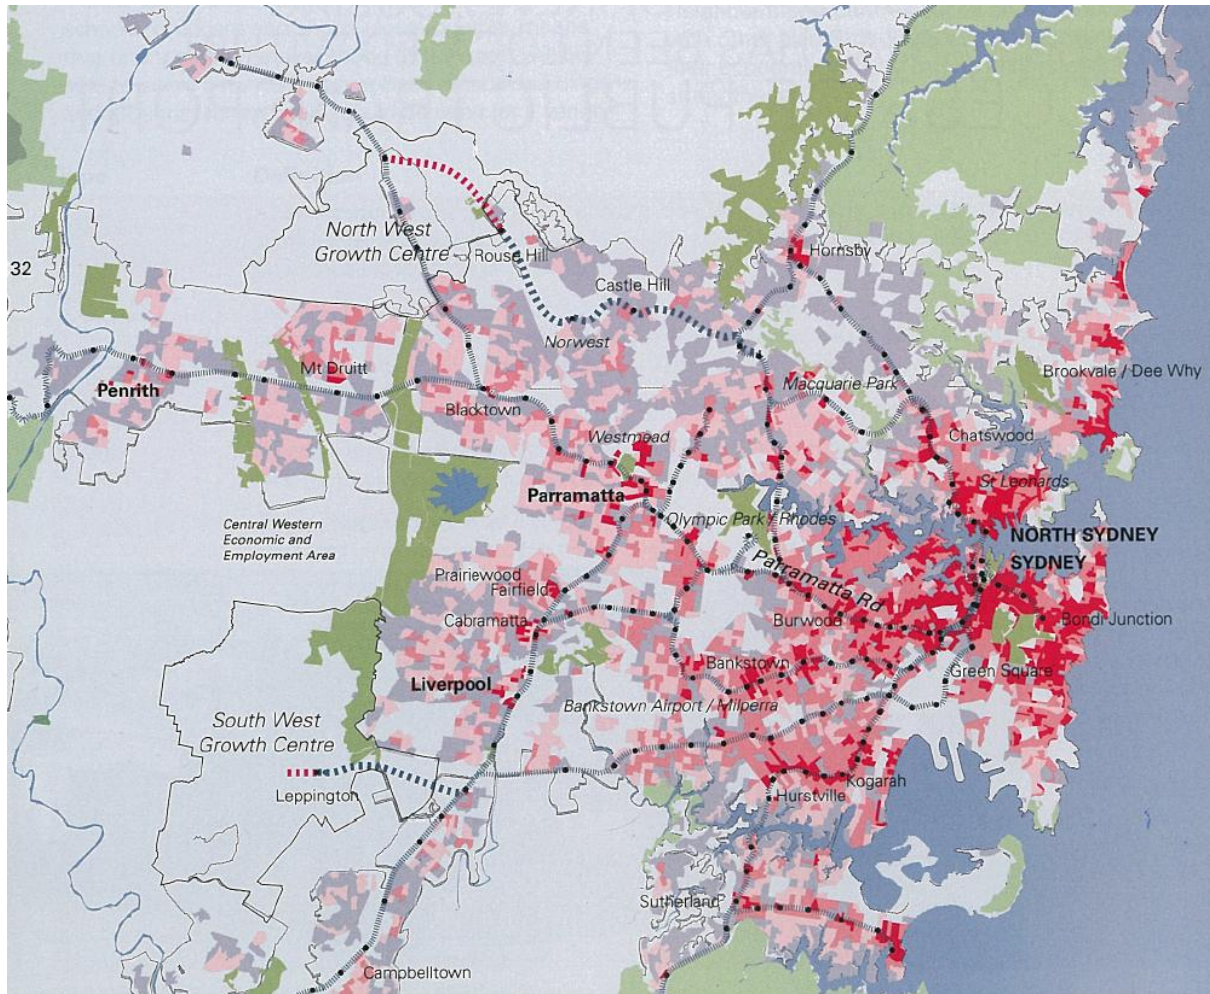 North West
Growth Centre
Rouse Hill
Hornsby
32
Castle Hill
Norwest
Mt Druitt
Penrith
Macquarie Park
Brookvale / Dee Why
Blacktown
Westmead
Chatswood
St Leonards
Parramatta
Olympic Park / Rhodes
Central Western
Economic and
Employment Area
NORTH SYDNEY
SYDNEY
Parramatta Rd
Prairiewood
Fairfield
Cabramatta
Burwood
Bondi Junction
Bankstown
Green Square
Liverpool
Bankstown Airport / Milperra
South West
Growth Centre
Leppington
Kogarah
Hurstville
Sutherland
Campbelltown